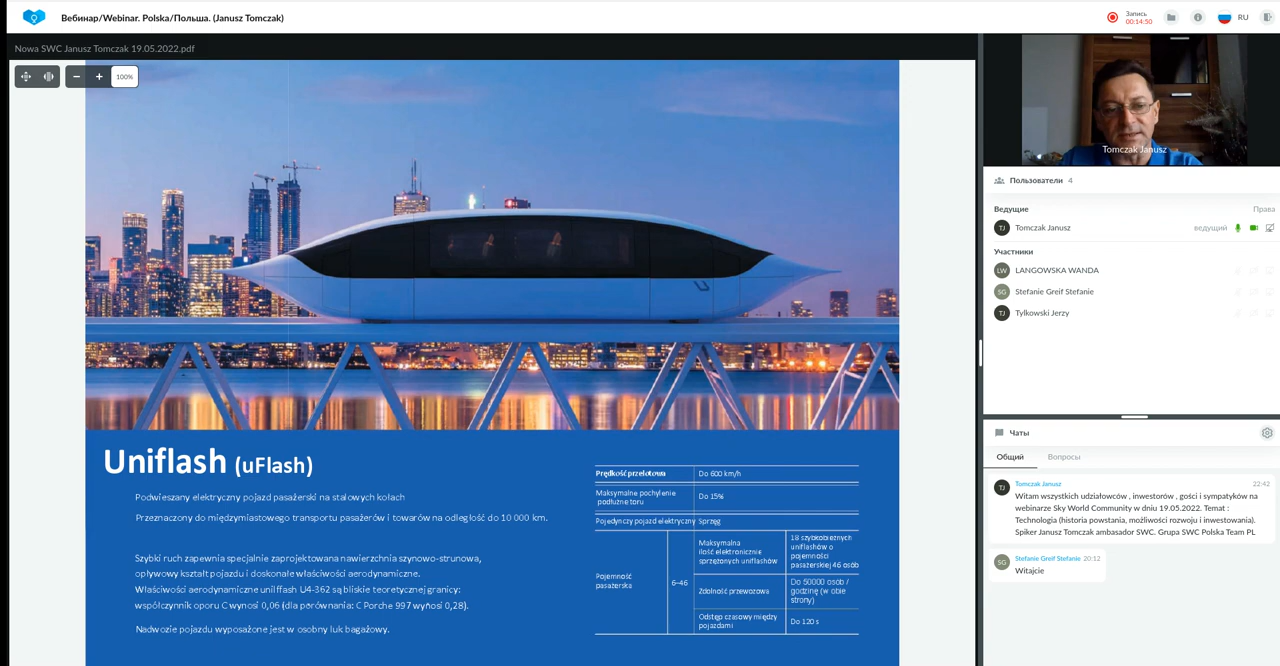 Вебинар/Webinar. Polska/Польша. (Janusz Tomczak)
Запись
00:14:50
RU
Nowa SWC Janusz Tomczak 19.05.2022.pdf
100%
Uniflash (uFlash)
Podwieszany elektryczny pojazd pasażerski na stalowych kołach
Przeznaczony do międzymiastowego transportu pasażerów i towarów na odległość do 10 000 km.
Szybki ruch zapewnia specjalnie zaprojektowana nawierzchnia szynowo-strunowa,
opływowy kształt pojazdu i doskonałe właściwości aerodynamiczne.
Właściwości aerodynamiczne unilfflash U4-362 są bliskie teoretycznej granicy:
współczynnik oporu C wynosi 0,06 (dla porównania: C Porche 997 wynosi 0,28).
Nadwozie pojazdu wyposażone jest w osobny luk bagażowy.
Prędkość przelotowa
Do 600 km/h
Maksymalne pochylenie
podłużne toru
Do 15%
Pojedynczy pojazd elektryczny
Sprzęg
Pojemność
pasażerska
6–46
Maksymalna
ilość elektronicznie
sprzężonych uniflashów
18 szybkobieżnych
uniflashów o
pojemności
pasażerskiej 46 osób
Zdolność przewozowa
Do 50000 osób /
godzinę (w obie
strony)
Odstęp czasowy między
pojazdami
Do 120 s
Tomczak Janusz
Пользователи 4
Ведущие
Права
TJ
Tomczak Janusz
ведущий
Участники
LW
LANGOWSKA WANDA
SG
Stefanie Greif Stefanie
TJ
Tylkowski Jerzy
Чаты
Общий
Вопросы
TJ
Tomczak Janusz
22:42
Witam wszystkich udziałowców , inwestorów , gości i sympatyków na
webinarze Sky World Community w dniu 19.05.2022. Temat :
Technologia (historia powstania, możliwości rozwoju i inwestowania).
Spiker Janusz Tomczak ambasador SWC. Grupa SWC Polska Team PL
SG
Stefanie Greif Stefanie 20:12
Witajcie